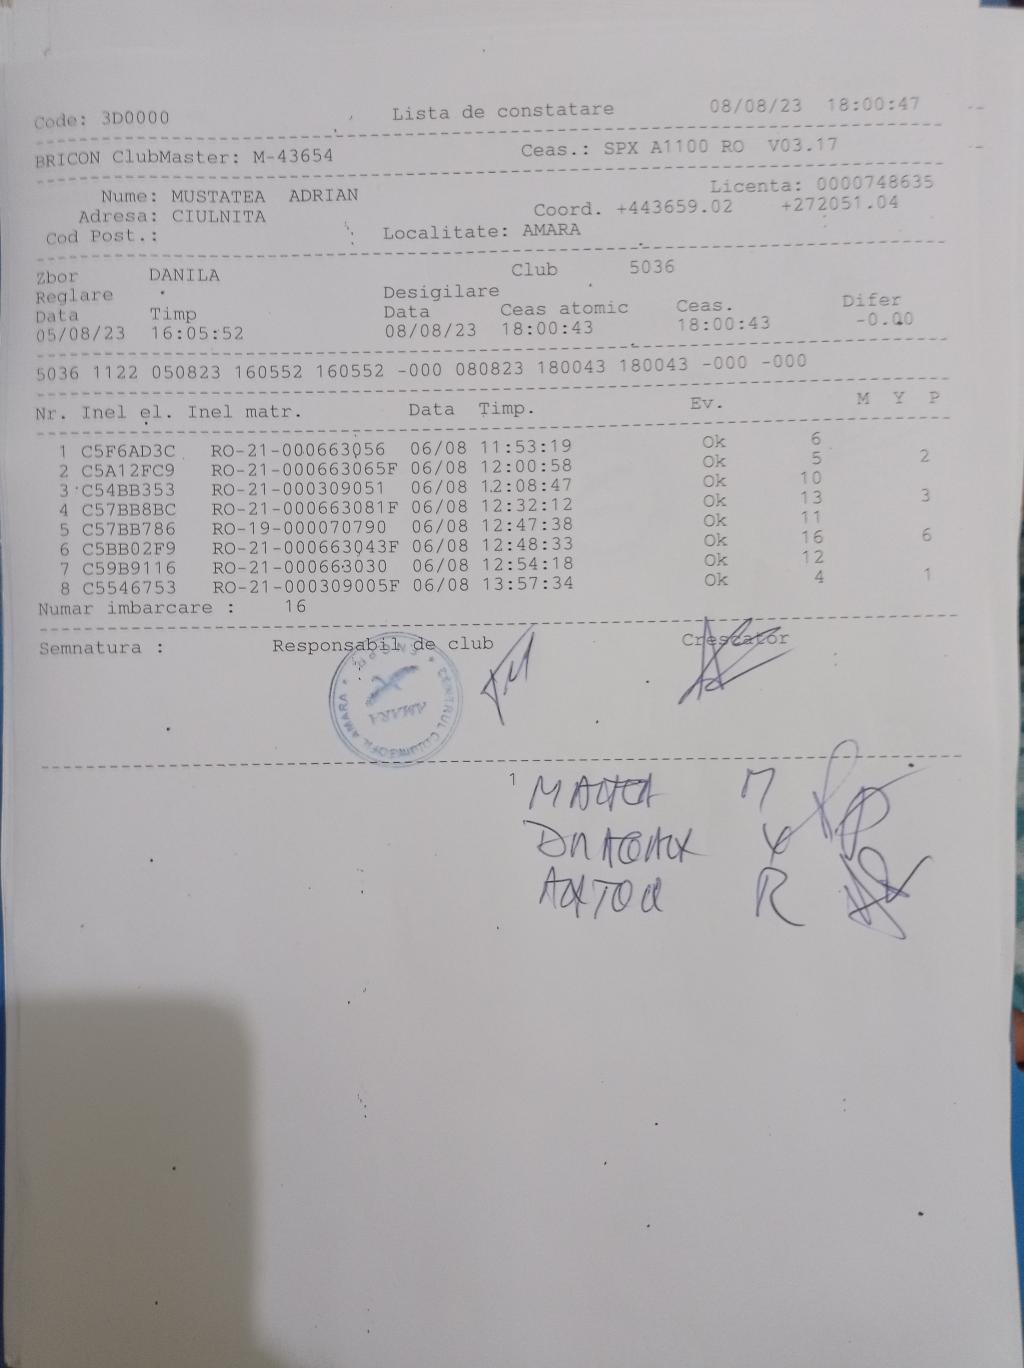 Code: 3D0000 Lista de constatare 08/08/23 18:00:47
BRICON ClubMaster: M-43654 Ceas.: SPX A1100 RO V03.17
Nume: MUSTATEA ADRIAN Licenta: 0000748635
Adresa: CIULNITA Coord. +443659.02 +272051.04
Cod Post.: Localitate: AMARA
Zbor DANILA Club 5036
Reglare Desigilare
Data Timp Data Ceas atomic Ceas. Difer
05/08/23 16:05:52 08/08/23 18:00:43 18:00:43 -0.00
5036 1122 050823 160552 160552 -000 080823 180043 180043 -000 -000
Nr. Inel el. Inel matr. Data Timp. Ev. M Y P
1 C5F6AD3C RO-21-000663056 06/08 11:53:19 Ok 6
2 C5A12FC9 RO-21-000663065F 06/08 12:00:58 Ok 5 2
3 C54BB353 RO-21-000309051 06/08 12:08:47 Ok 10
4 C57BB8BC RO-21-000663081F 06/08 12:32:12 Ok 13 3
5 C57BB786 RO-19-000070790 06/08 12:47:38 Ok 11
6 C5BB02F9 RO-21-000663043F 06/08 12:48:33 Ok 16 6
7 C59B9116 RO-21-000663030 06/08 12:54:18 Ok 12
8 C5546753 RO-21-000309005F 06/08 13:57:34 Ok 4 1
Numar imbarcare : 16
Semnatura : Responsabil de club Crescator
AMARA
1